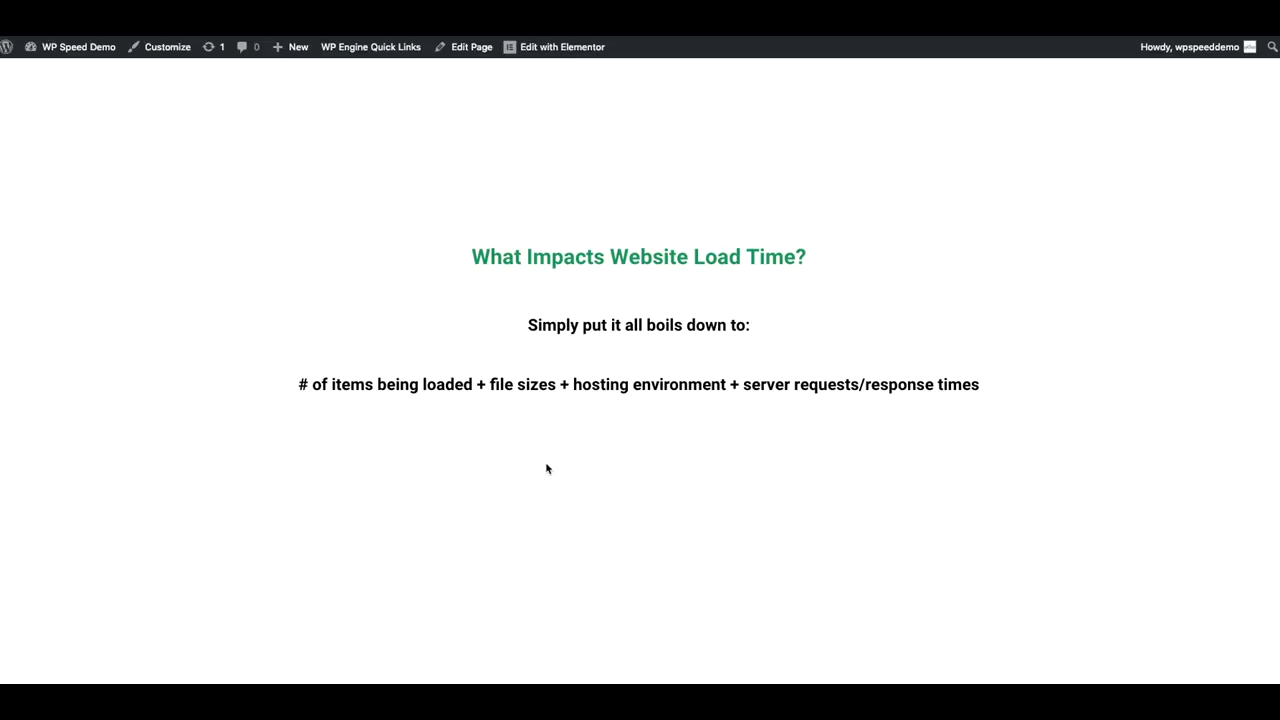 WP Speed Demo Customize 1 0 New WP Engine Quick Links Edit Page Edit with Elementor Howdy, wpspeeddemo
What Impacts Website Load Time?
Simply put it all boils down to:
# of items being loaded + file sizes + hosting environment + server requests/response times